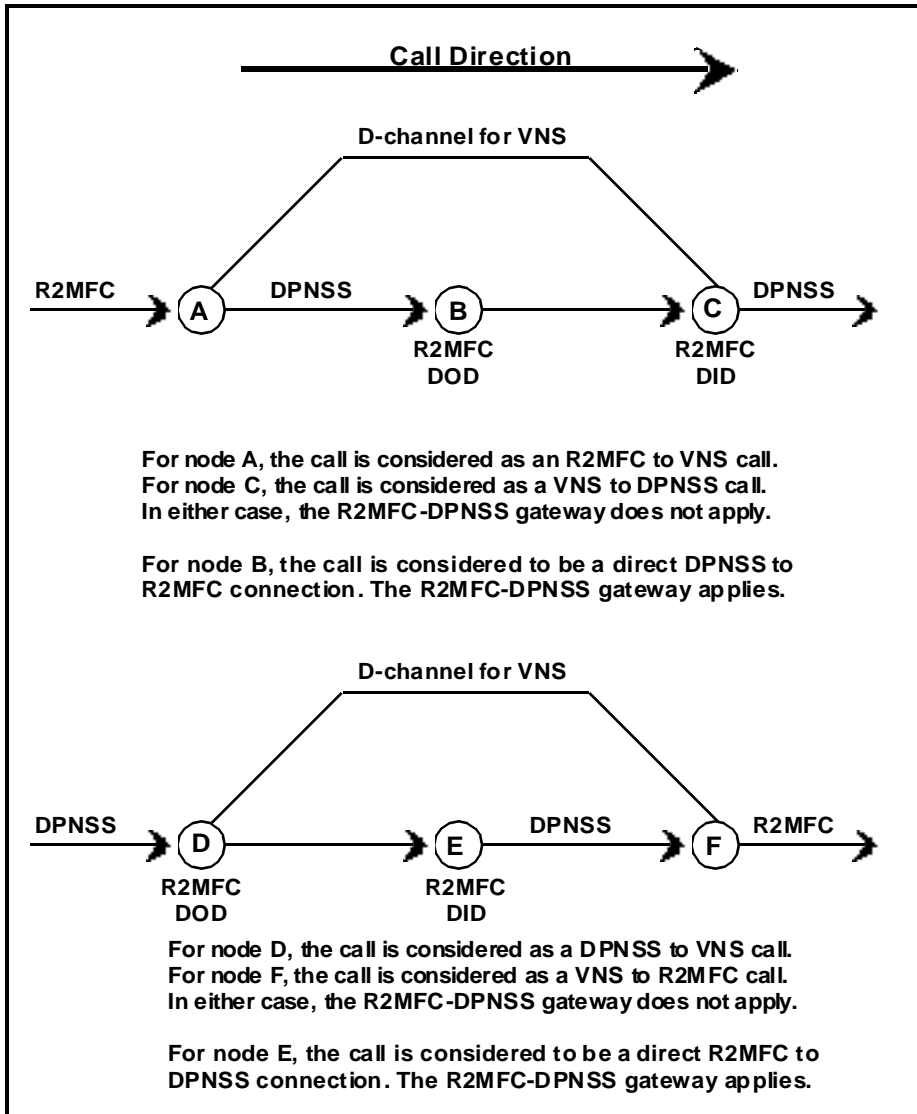 Call Direction
D-channel for VNS
R2MFC
A
DPNSS
B
C
DPNSS
R2MFC
DOD
R2MFC
DID
For node A, the call is considered as an R2MFC to VNS call.
For node C, the call is considered as a VNS to DPNSS call.
In either case, the R2MFC-DPNSS gateway does not apply.
For node B, the call is considered to be a direct DPNSS to
R2MFC connection. The R2MFC-DPNSS gateway applies.
D-channel for VNS
DPNSS
D
E
DPNSS
F
R2MFC
R2MFC
DOD
R2MFC
DID
For node D, the call is considered as a DPNSS to VNS call.
For node F, the call is considered as a VNS to R2MFC call.
In either case, the R2MFC-DPNSS gateway does not apply.
For node E, the call is considered to be a direct R2MFC to
DPNSS connection. The R2MFC-DPNSS gateway applies.